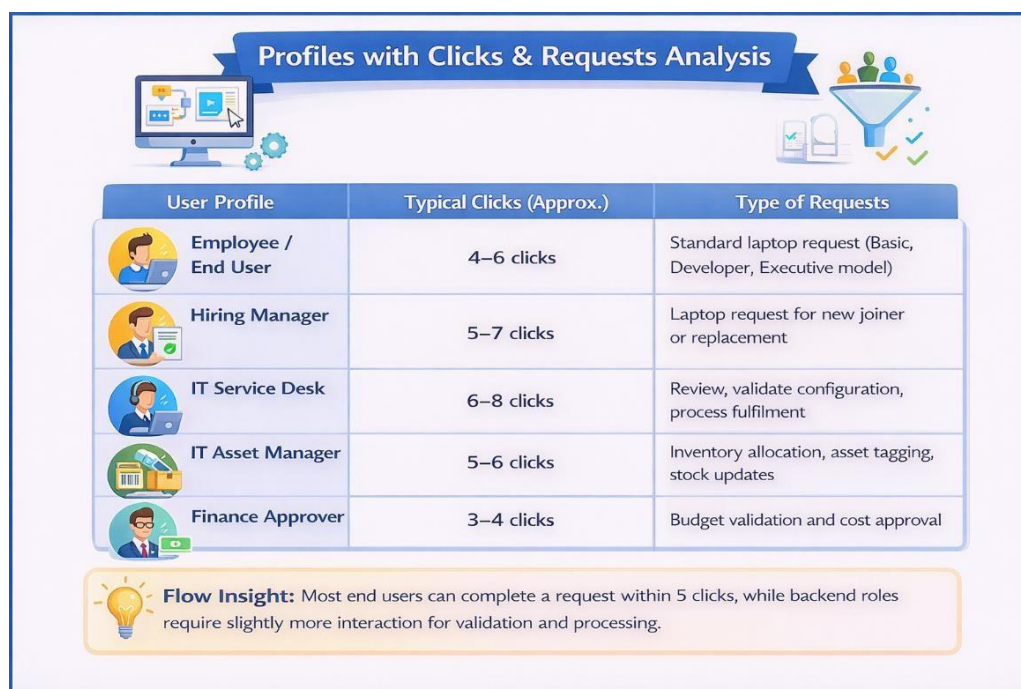 Profiles with Clicks & Requests Analysis
User Profile
Typical Clicks (Approx.)
Type of Requests
Employee /
End User
4–6 clicks
Standard laptop request (Basic,
Developer, Executive model)
Hiring Manager
5–7 clicks
Laptop request for new joiner
or replacement
IT Service Desk
6–8 clicks
Review, validate configuration,
process fulfilment
IT Asset Manager
5–6 clicks
Inventory allocation, asset tagging,
stock updates
Finance Approver
3–4 clicks
Budget validation and cost approval
Flow Insight: Most end users can complete a request within 5 clicks, while backend roles
require slightly more interaction for validation and processing.